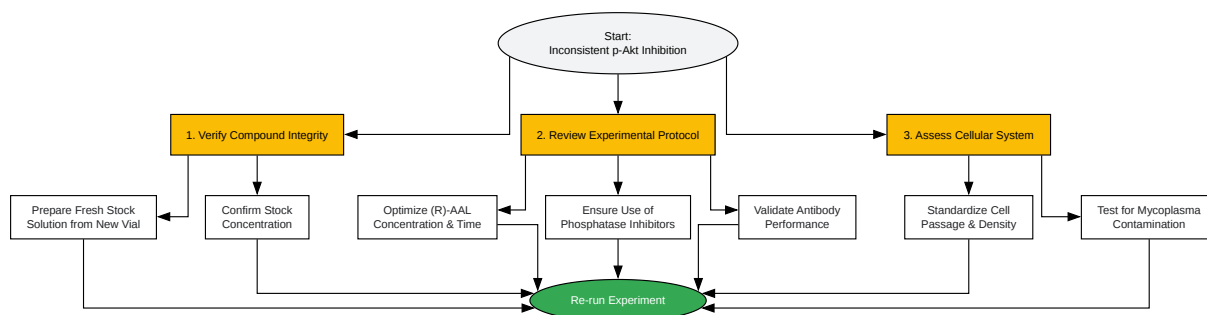 Start:
Inconsistent p-Akt Inhibition
1. Verify Compound Integrity
2. Review Experimental Protocol
3. Assess Cellular System
Prepare Fresh Stock
Solution from New Vial
Confirm Stock
Concentration
Optimize (R)-AAL
Concentration & Time
Ensure Use of
Phosphatase Inhibitors
Validate Antibody
Performance
Standardize Cell
Passage & Density
Test for Mycoplasma
Contamination
Re-run Experiment